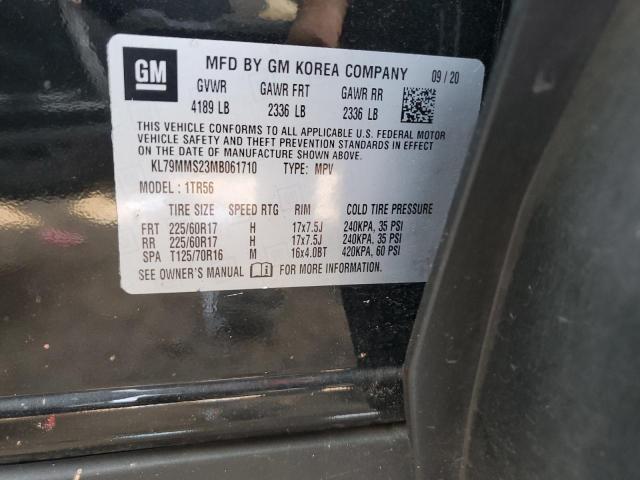 GM
MFD BY GM KOREA COMPANY 09/20
GVWR GAWR FRT GAWR RR
4189 LB 2336 LB 2336 LB
THIS VEHICLE CONFORMS TO ALL APPLICABLE U.S. FEDERAL MOTOR
VEHICLE SAFETY AND THEFT PREVENTION STANDARDS IN EFFECT ON
THE DATE OF MANUFACTURE SHOWN ABOVE.
KL79MMS23MB061710 TYPE: MPV
MODEL: 1TR56
TIRE SIZE SPEED RTG RIM COLD TIRE PRESSURE
FRT 225/60R17 H 17x7.5J 240KPA, 35 PSI
RR 225/60R17 H 17x7.5J 240KPA, 35 PSI
SPA T125/70R16 M 16x4.0BT 420KPA, 60 PSI
SEE OWNER'S MANUAL FOR MORE INFORMATION.